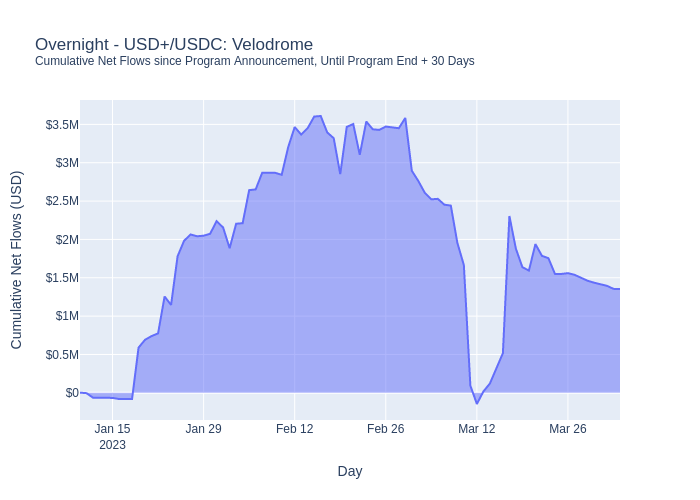 Overnight - USD+/USDC: Velodrome
Cumulative Net Flows since Program Announcement, Until Program End + 30 Days
Cumulative Net Flows (USD)
$3.5M
$3M
$2.5M
$2M
$1.5M
$1M
$0.5M
$0
Jan 15
2023
Jan 29
Feb 12
Feb 26
Mar 12
Mar 26
Day